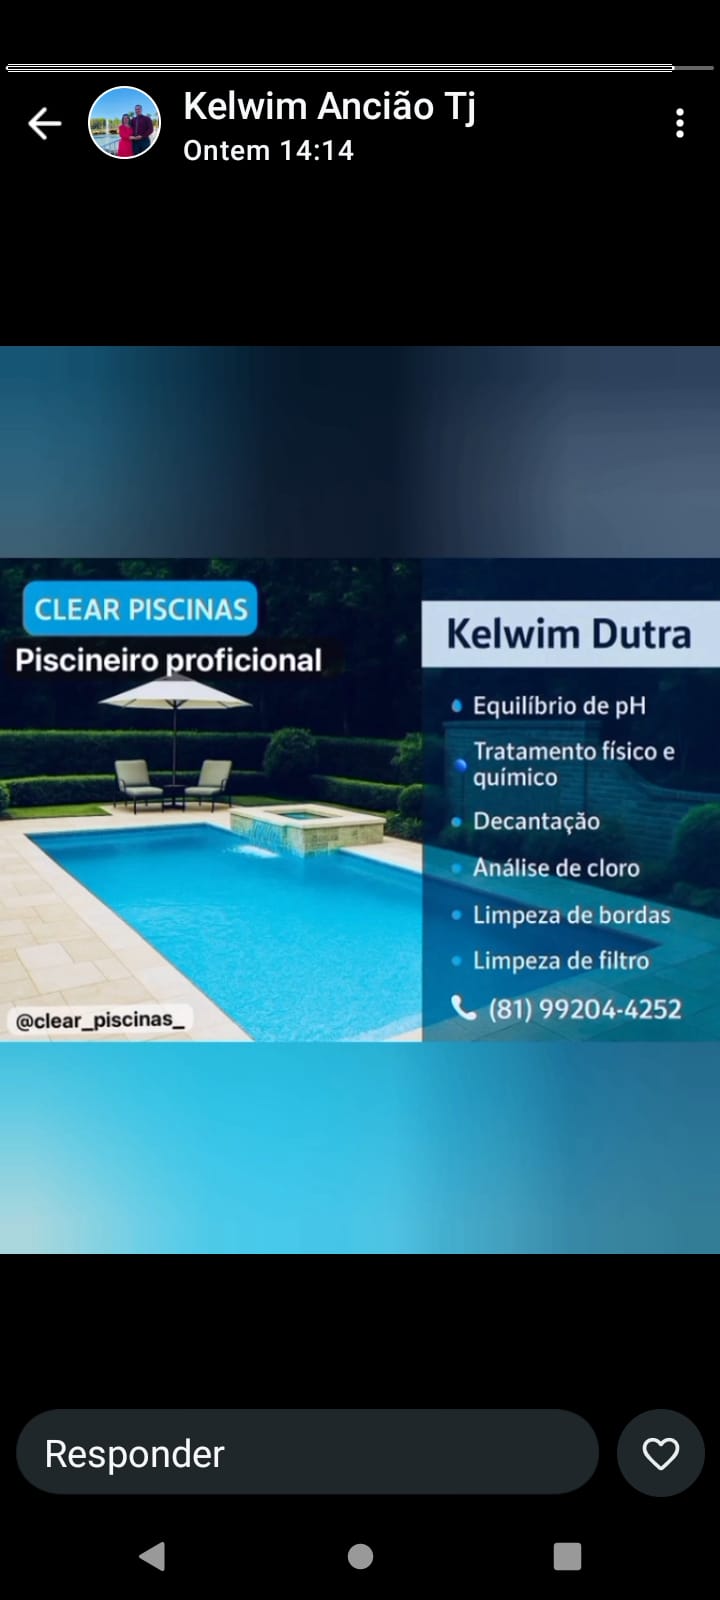 Kelwim Ancião Tj
Ontem 14:14
CLEAR PISCINAS
Piscineiro proficional
@clear_piscinas_
Kelwim Dutra
Equilíbrio de pH
Tratamento físico e
químico
Decantação
Análise de cloro
Limpeza de bordas
Limpeza de filtro
(81) 99204-4252
Responder